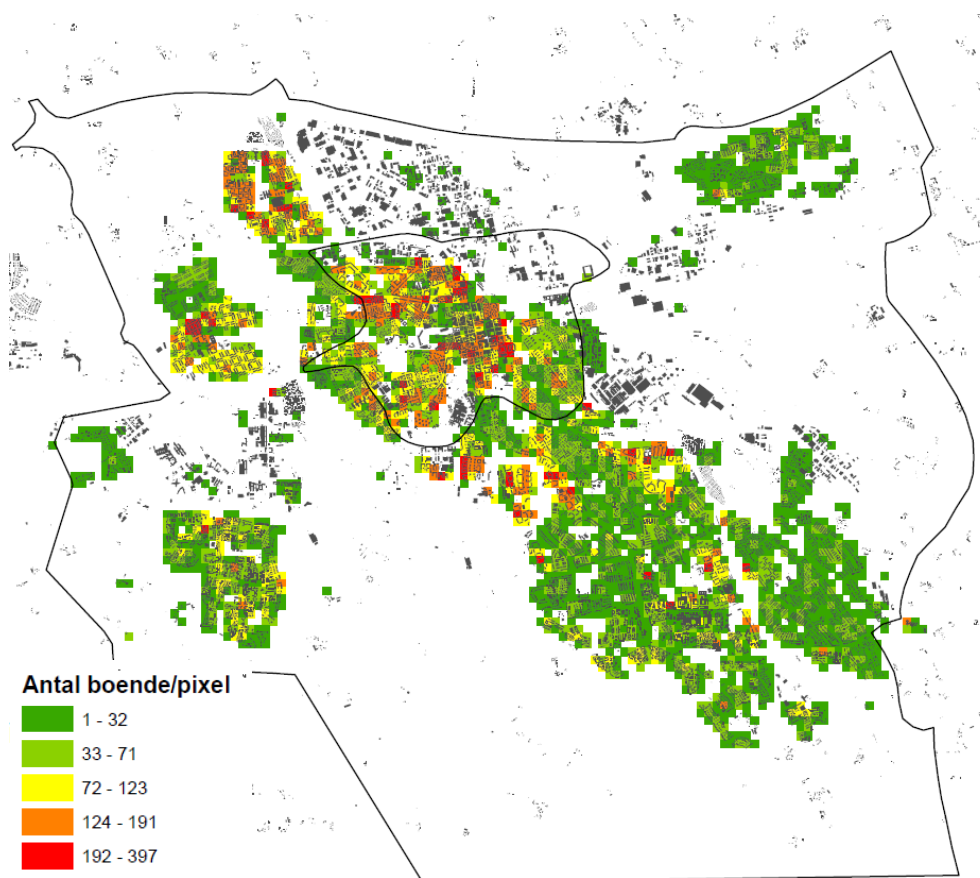 Antal boende/pixel
1 - 32
33 - 71
72 - 123
124 - 191
192 - 397